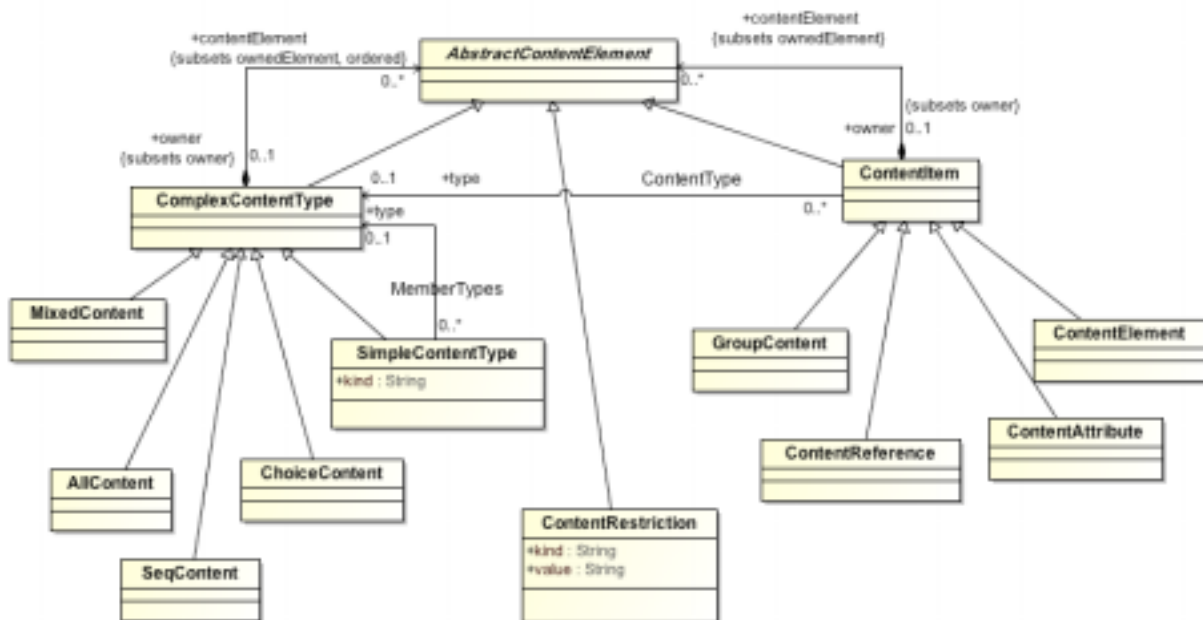 +contentElement
{subsets ownedElement, ordered}
0..*
AbstractContentElement
+contentElement
{subsets ownedElement}
0..*
{subsets owner}
+owner 0..1
+owner
{subsets owner}
0..1
ComplexContentType
0..1
+type
ContentType
0..*
ContentItem
+type
0..1
MemberTypes
0..*
MixedContent
SimpleContentType
+kind : String
GroupContent
ContentElement
AllContent
ChoiceContent
ContentReference
ContentAttribute
SeqContent
ContentRestriction
+kind : String
+value : String